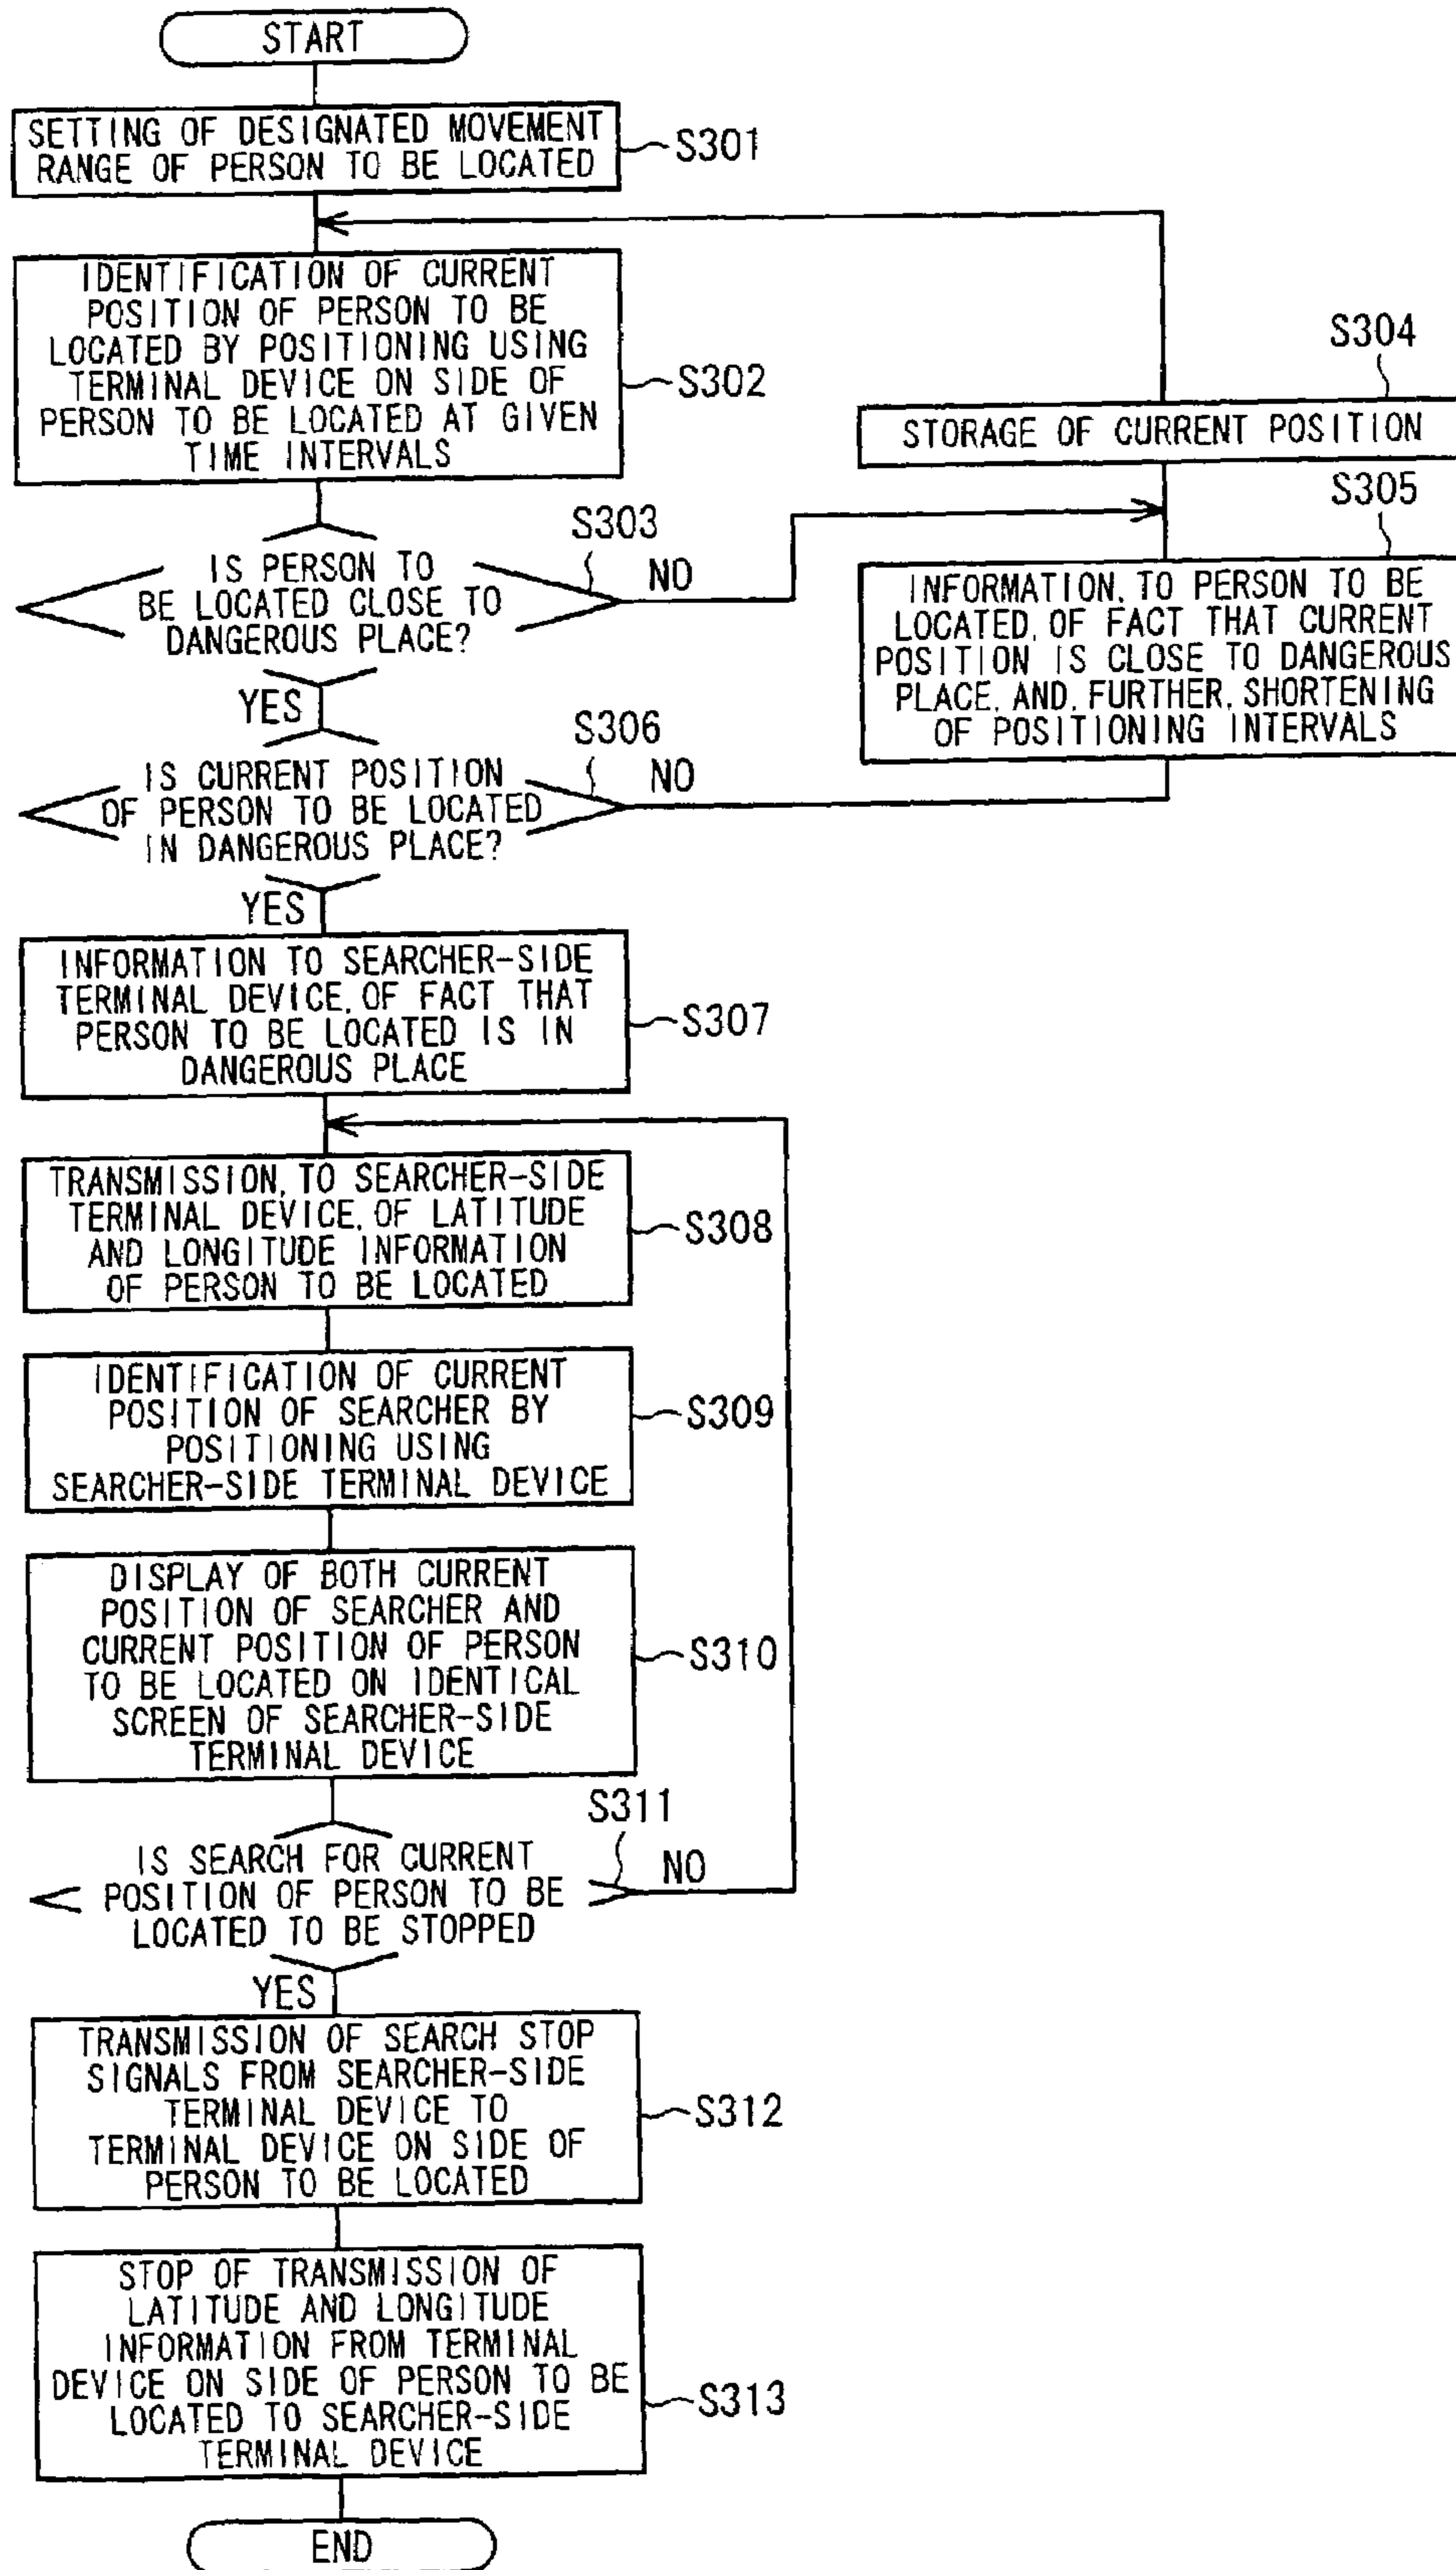 START
SETTING OF DESIGNATED MOVEMENT
RANGE OF PERSON TO BE LOCATED
S301
IDENTIFICATION OF CURRENT
POSITION OF PERSON TO BE
LOCATED BY POSITIONING USING
TERMINAL DEVICE ON SIDE OF
PERSON TO BE LOCATED AT GIVEN
TIME INTERVALS
S302
S304
STORAGE OF CURRENT POSITION
S303
IS PERSON TO
BE LOCATED CLOSE TO
DANGEROUS PLACE?
NO
YES
S305
INFORMATION, TO PERSON TO BE
LOCATED, OF FACT THAT CURRENT
POSITION IS CLOSE TO DANGEROUS
PLACE, AND, FURTHER, SHORTENING
OF POSITIONING INTERVALS
S306
IS CURRENT POSITION
OF PERSON TO BE LOCATED
IN DANGEROUS PLACE?
NO
YES
INFORMATION TO SEARCHER-SIDE
TERMINAL DEVICE, OF FACT THAT
PERSON TO BE LOCATED IS IN
DANGEROUS PLACE
S307
TRANSMISSION, TO SEARCHER-SIDE
TERMINAL DEVICE, OF LATITUDE
AND LONGITUDE INFORMATION
OF PERSON TO BE LOCATED
S308
IDENTIFICATION OF CURRENT
POSITION OF SEARCHER BY
POSITIONING USING
SEARCHER-SIDE TERMINAL DEVICE
S309
DISPLAY OF BOTH CURRENT
POSITION OF SEARCHER AND
CURRENT POSITION OF PERSON
TO BE LOCATED ON IDENTICAL
SCREEN OF SEARCHER-SIDE
TERMINAL DEVICE
S310
S311
IS SEARCH FOR CURRENT
POSITION OF PERSON TO BE
LOCATED TO BE STOPPED
NO
YES
TRANSMISSION OF SEARCH STOP
SIGNALS FROM SEARCHER-SIDE
TERMINAL DEVICE TO
TERMINAL DEVICE ON SIDE OF
PERSON TO BE LOCATED
S312
STOP OF TRANSMISSION OF
LATITUDE AND LONGITUDE
INFORMATION FROM TERMINAL
DEVICE ON SIDE OF PERSON TO BE
LOCATED TO SEARCHER-SIDE
TERMINAL DEVICE
S313
END